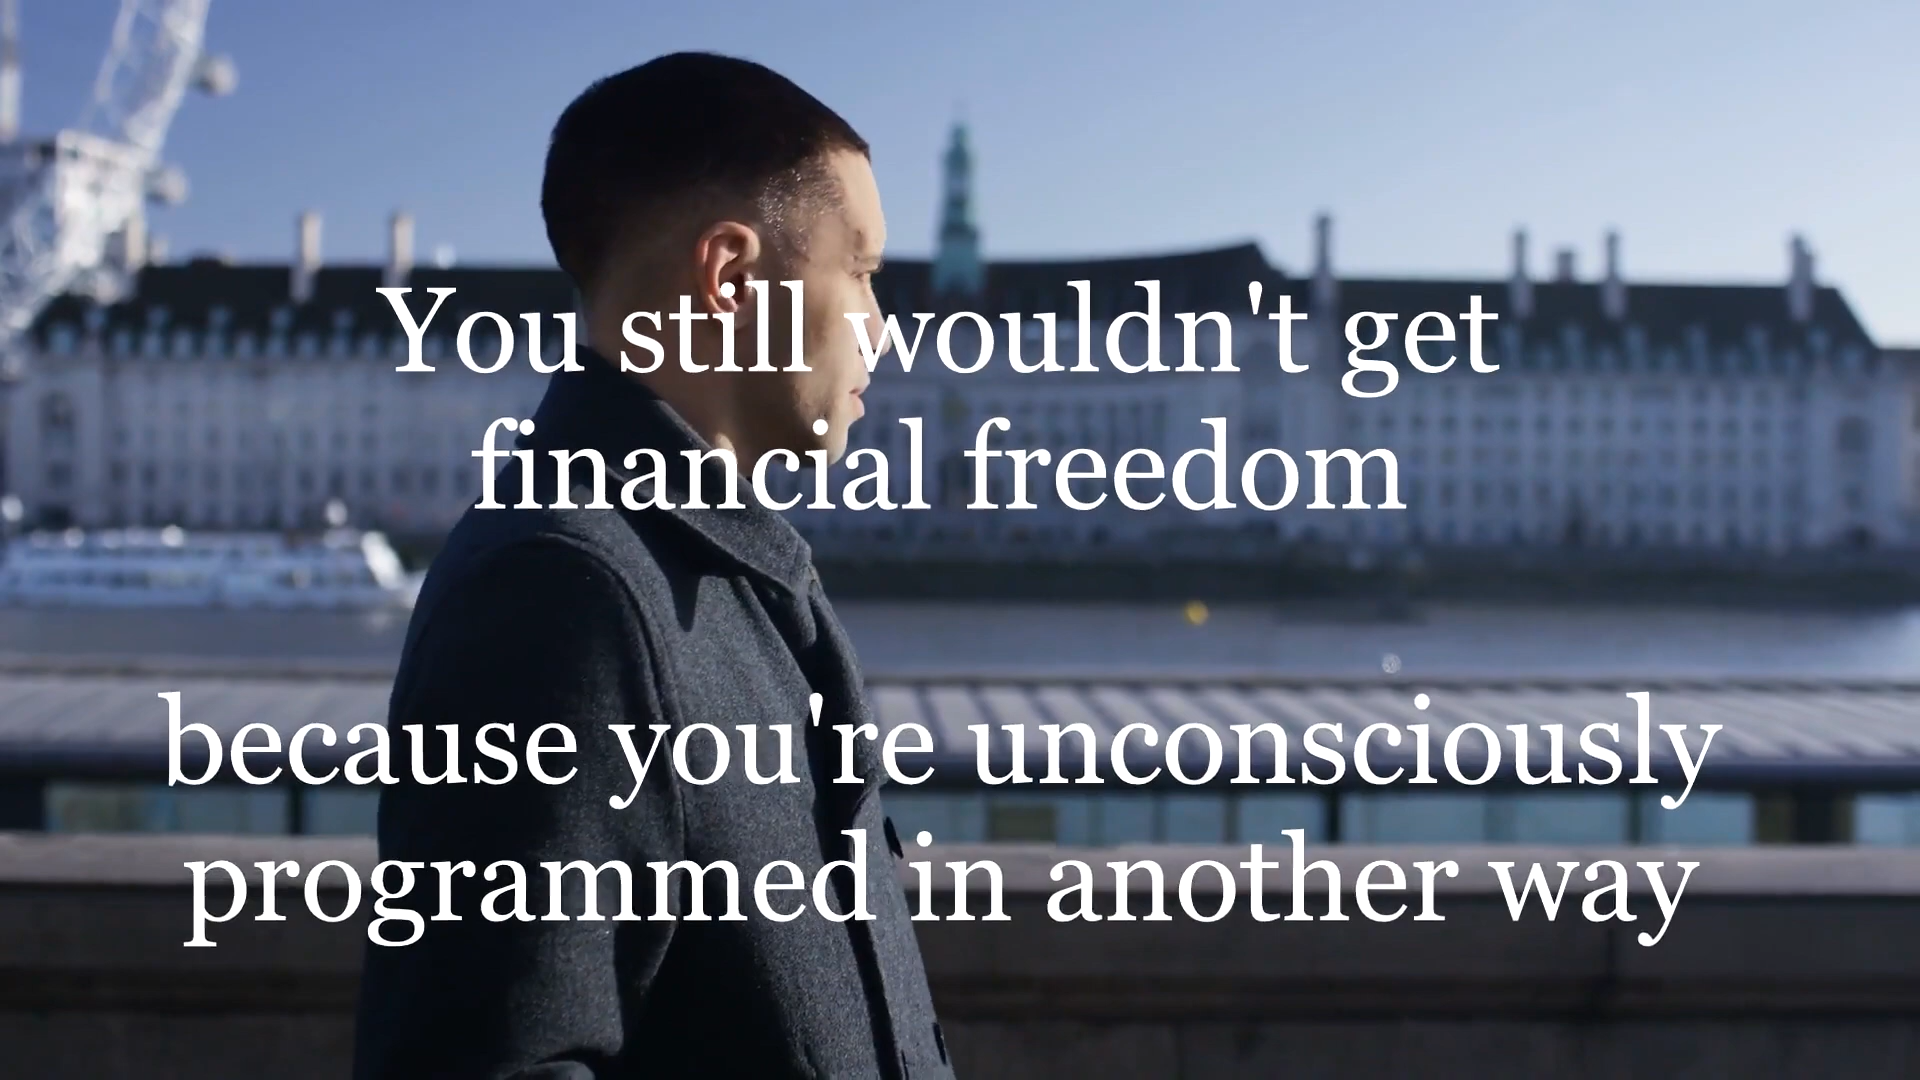 You still wouldn't get
financial freedom
because you're unconsciously
programmed in another way